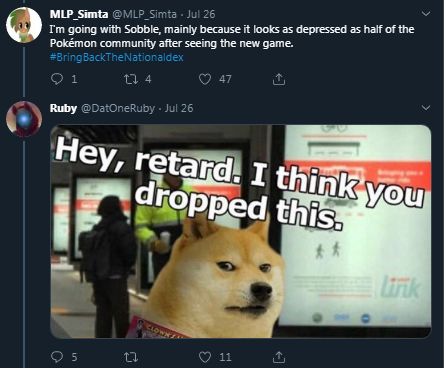 MLP_Simta @MLP_Simta · Jul 26
I'm going with Sobble, mainly because it looks as depressed as half of the
Pokémon community after seeing the new game.
#BringBackTheNationaldex
1 4 47
Ruby @DatOneRuby · Jul 26
Hey, retard. I think you
dropped this.
link
CLOWN
5 11